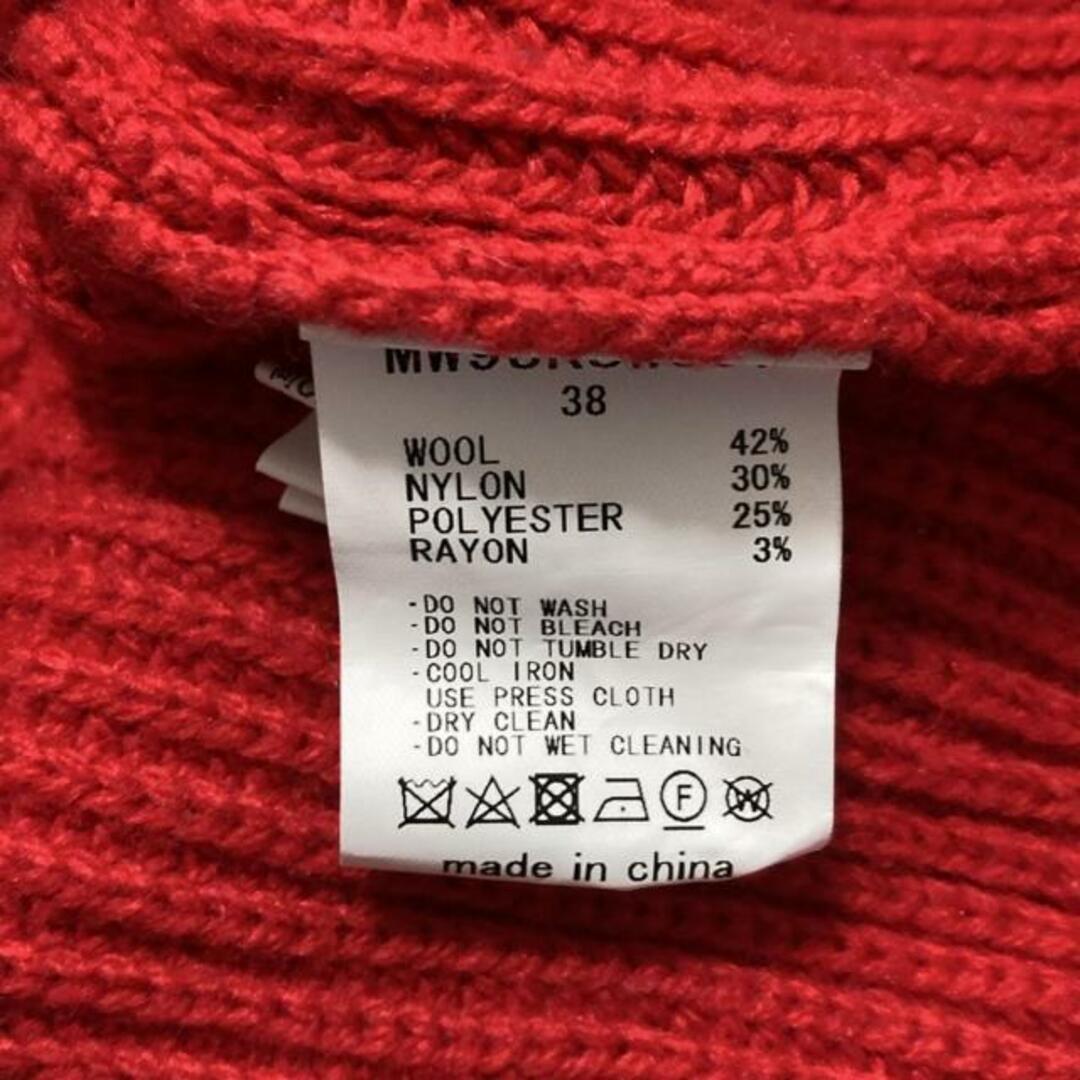 38
WOOL 42%
NYLON 30%
POLYESTER 25%
RAYON 3%
-DO NOT WASH
-DO NOT BLEACH
-DO NOT TUMBLE DRY
-COOL IRON
USE PRESS CLOTH
-DRY CLEAN
-DO NOT WET CLEANING
F W
made in china